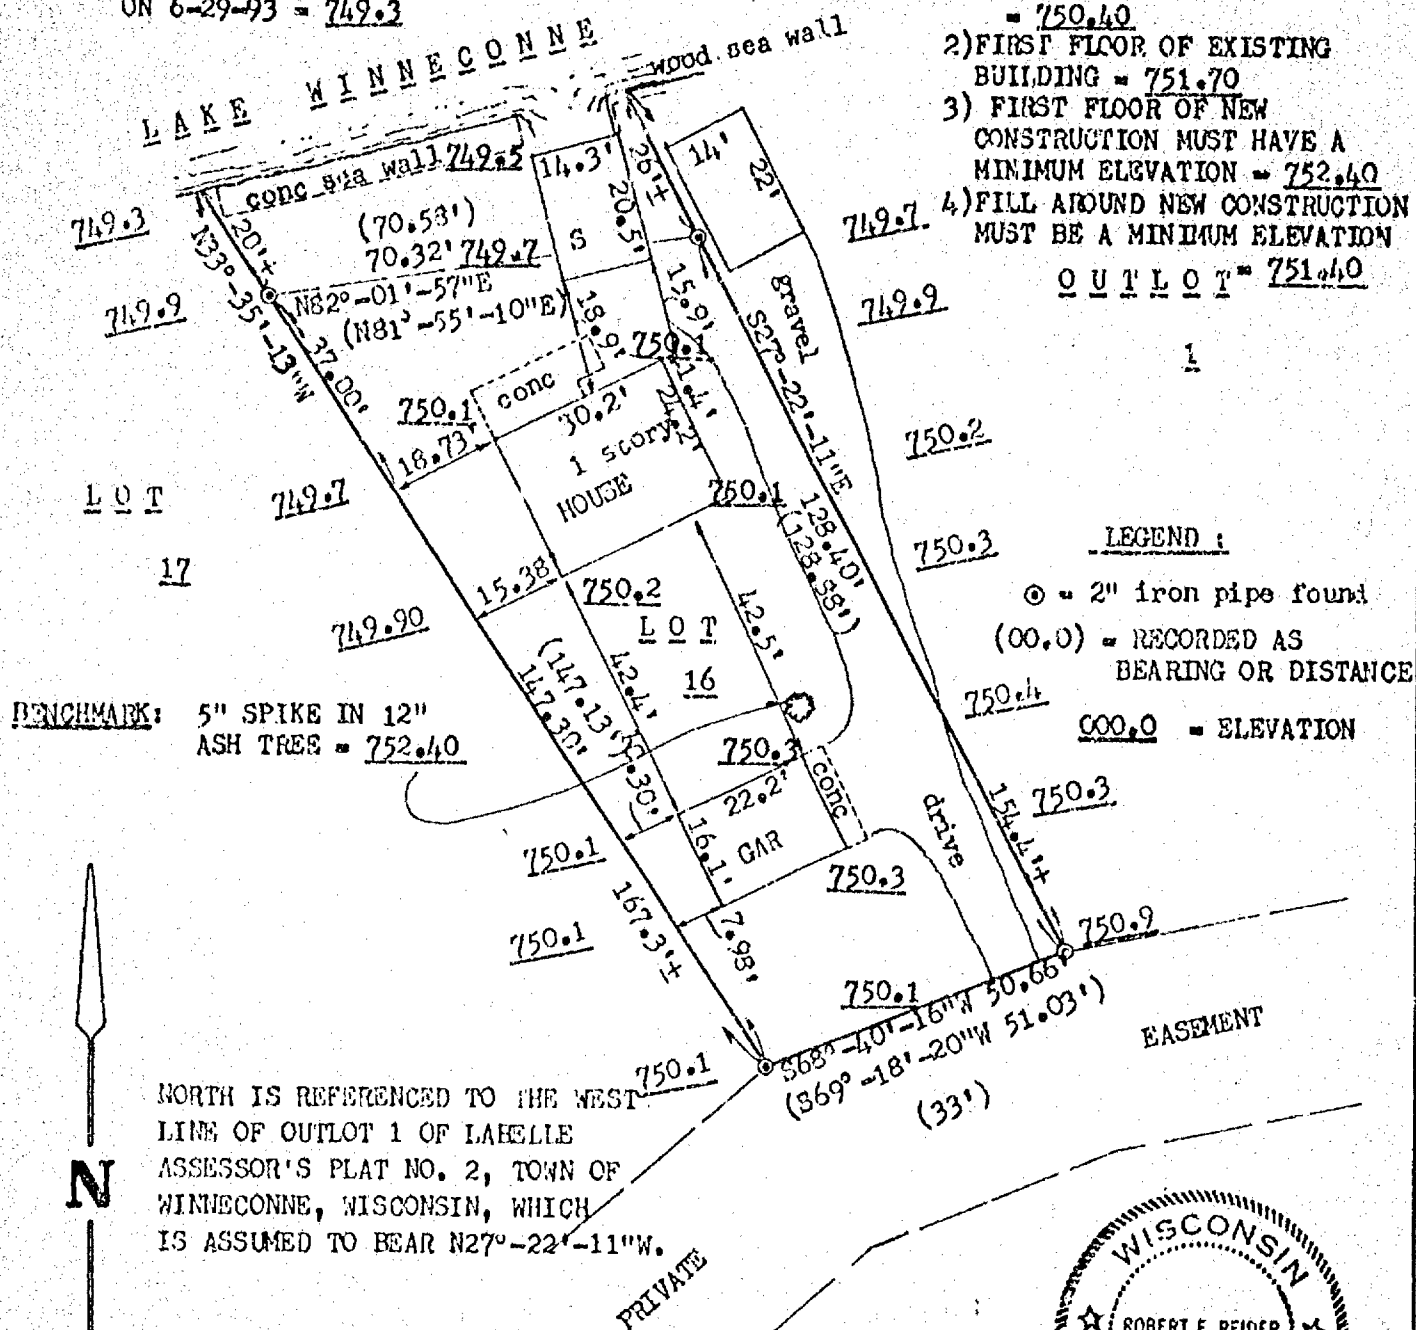 ON 6-29-93 = 749.3
= 750.40
2)FIRST FLOOR OF EXISTING
BUILDING = 751.70
3) FIRST FLOOR OF NEW
CONSTRUCTION MUST HAVE A
MINIMUM ELEVATION = 752.40
4)FILL AROUND NEW CONSTRUCTION
MUST BE A MINIMUM ELEVATION
= 751.40
OUTLOT
1
LAKE WINNECONNE
wood sea wall
conc sea wall 749.5
14.3'
26'±
14'
22'
20.5'
S
749.3
20'±
(70.58')
70.32' 749.7
749.7
N33°-35'-13"W
N82°-01'-57"E
(N81°-55'-10"E)
749.9
749.9
15.9'
18.9'
gravel
S27°-22'-11"E
37.00'
750.1
1.4'
conc
750.1
30.2'
24.2'
18.73'
1 story
HOUSE
750.2
LOT
17
749.7
750.1
128.40'
(128.38')
750.3
LEGEND :
= 2" iron pipe found
(00.0) = RECORDED AS
BEARING OR DISTANCE
000.0 = ELEVATION
15.38
750.2
749.90
LOT
16
42.5'
42.4'
(147.13')
147.30'
750.4
BENCHMARK: 5" SPIKE IN 12"
ASH TREE = 752.40
750.3
22.2'
conc
drive
154.4'±
750.3
750.1
16.1'
GAR
750.3
167.3'±
7.98'
750.1
750.9
750.1
S68°-40'-16"W 50.66'
(S69°-18'-20"W 51.03')
(33')
EASEMENT
750.1
NORTH IS REFERENCED TO THE WEST
LINE OF OUTLOT 1 OF LABELLE
ASSESSOR'S PLAT NO. 2, TOWN OF
WINNECONNE, WISCONSIN, WHICH
IS ASSUMED TO BEAR N27°-22'-11"W.
N
PRIVATE
WISCONSIN
ROBERT F. REIDER